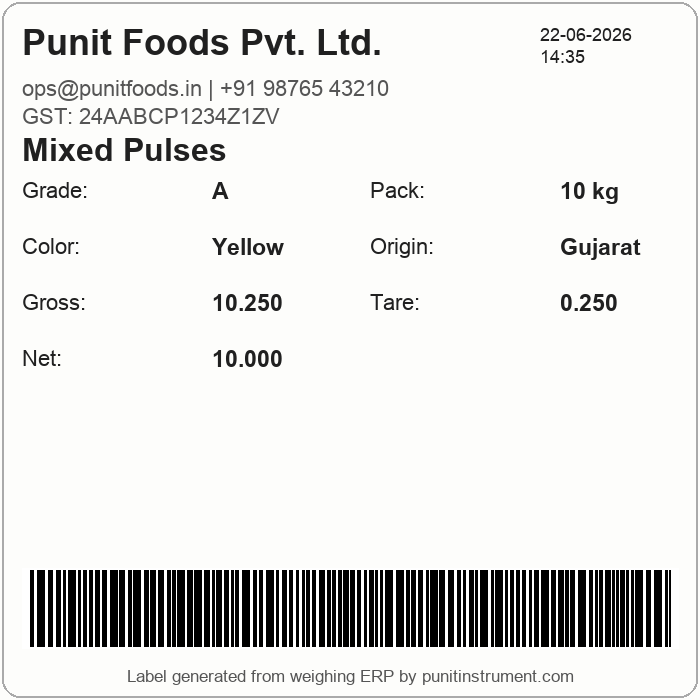 Punit Foods Pvt. Ltd.
22-06-2026
14:35
ops@punitfoods.in | +91 98765 43210
GST: 24AABCP1234Z1ZV
Mixed Pulses
Grade: A Pack: 10 kg
Color: Yellow Origin: Gujarat
Gross: 10.250 Tare: 0.250
Net: 10.000
Label generated from weighing ERP by punitinstrument.com